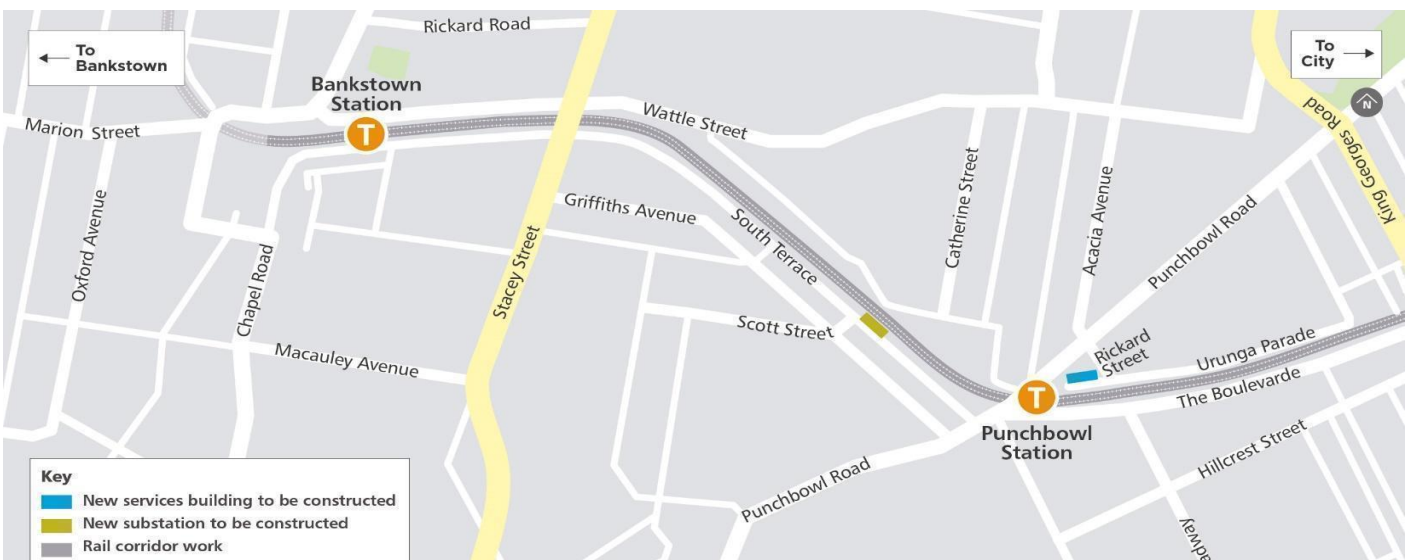 Rickard Road
To
Bankstown
To
City
N
Bankstown
Station
T
Marion Street
Wattle Street
King Georges Road
Oxford Avenue
Griffiths Avenue
South Terrace
Catherine Street
Acacia Avenue
Punchbowl Road
Chapel Road
Stacey Street
Scott Street
Macauley Avenue
Rickard
Street
Urunga Parade
The Boulevarde
T
Punchbowl
Station
Hillcrest Street
Punchbowl Road
adway
Key
New services building to be constructed
New substation to be constructed
Rail corridor work